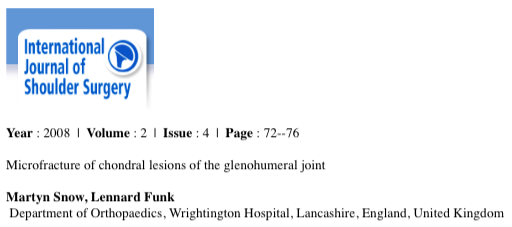 International
Journal of
Shoulder Surgery
Year : 2008 | Volume : 2 | Issue : 4 | Page : 72--76
Microfracture of chondral lesions of the glenohumeral joint
Martyn Snow, Lennard Funk
Department of Orthopaedics, Wrightington Hospital, Lancashire, England, United Kingdom